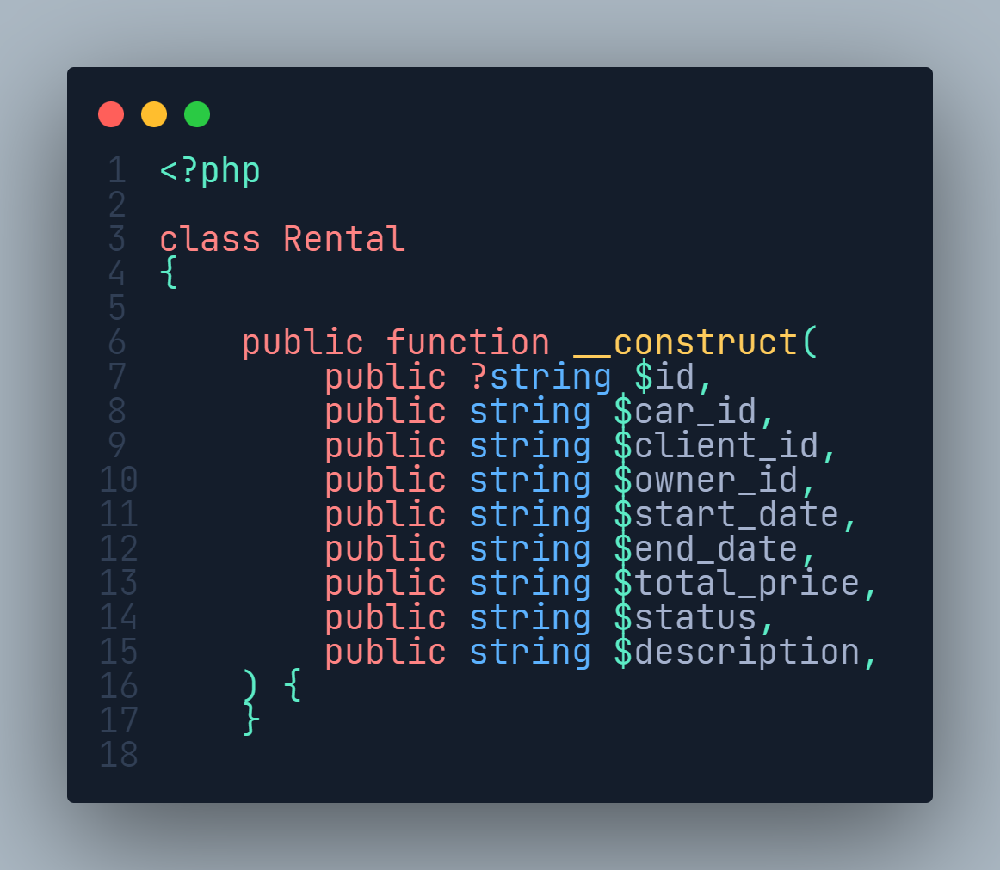 1 <?php
2
3 class Rental
4 {
5
6     public function __construct(
7         public ?string $id,
8         public string $car_id,
9         public string $client_id,
10         public string $owner_id,
11         public string $start_date,
12         public string $end_date,
13         public string $total_price,
14         public string $status,
15         public string $description,
16     ) {
17     }
18